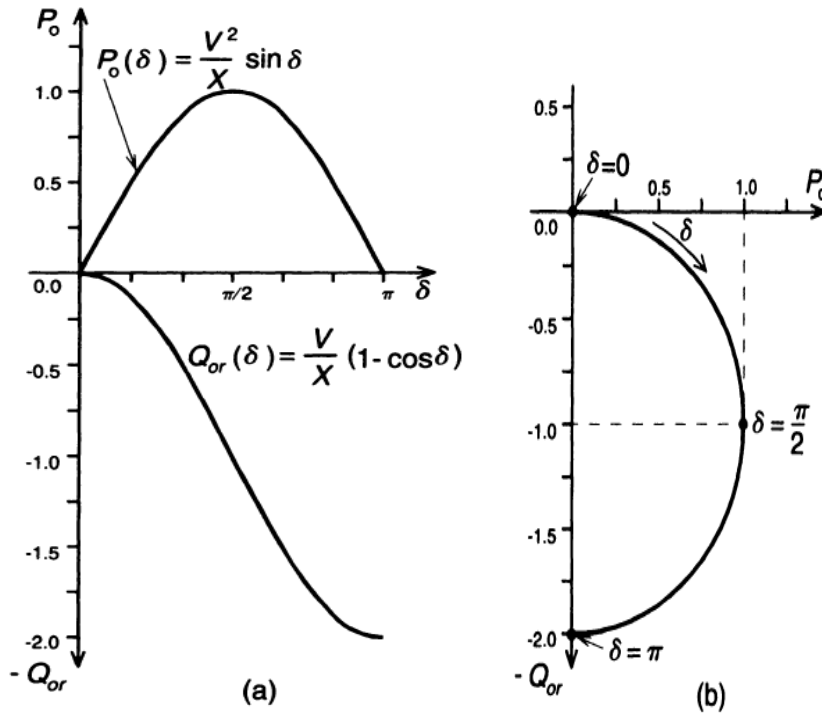 P_o
P_o(δ) = V²/X sin δ
1.0
0.5
0.0
π/2
π
δ
-0.5
Q_or(δ) = V/X (1-cosδ)
-1.0
-1.5
-2.0
- Q_or
(a)
0.5
δ=0
0.5
1.0
P_o
0.0
δ
-0.5
-1.0
δ = π/2
-1.5
-2.0
δ = π
- Q_or
(b)